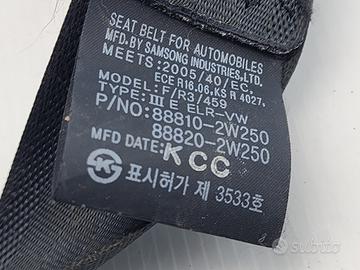 SEAT BELT FOR AUTOMOBILES
MFD.BY SAMSONG INDUSTRIES,LTD.
MEETS:2005/40/EC.
ECE R16.06,KS R 4027,
MODEL:F/R3/459
TYPE:Ⅲ E ELR-VW
P/NO:88810-2W250
88820-2W250
MFD DATE:KCC
표시허가 제 3533호
subito